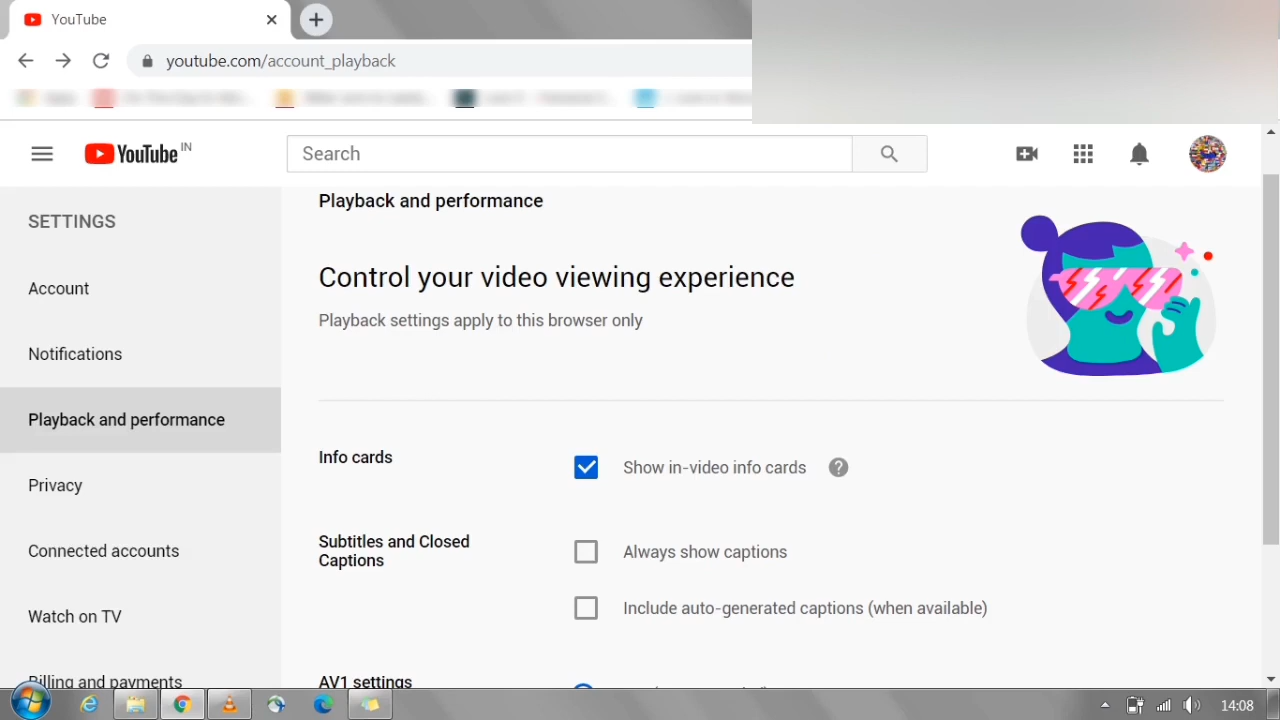 YouTube
youtube.com/account_playback
YouTube IN
Search
SETTINGS
Account
Notifications
Playback and performance
Privacy
Connected accounts
Watch on TV
Billing and payments
Playback and performance
Control your video viewing experience
Playback settings apply to this browser only
Info cards
Show in-video info cards
Subtitles and Closed
Captions
Always show captions
Include auto-generated captions (when available)
AV1 settings
14:08